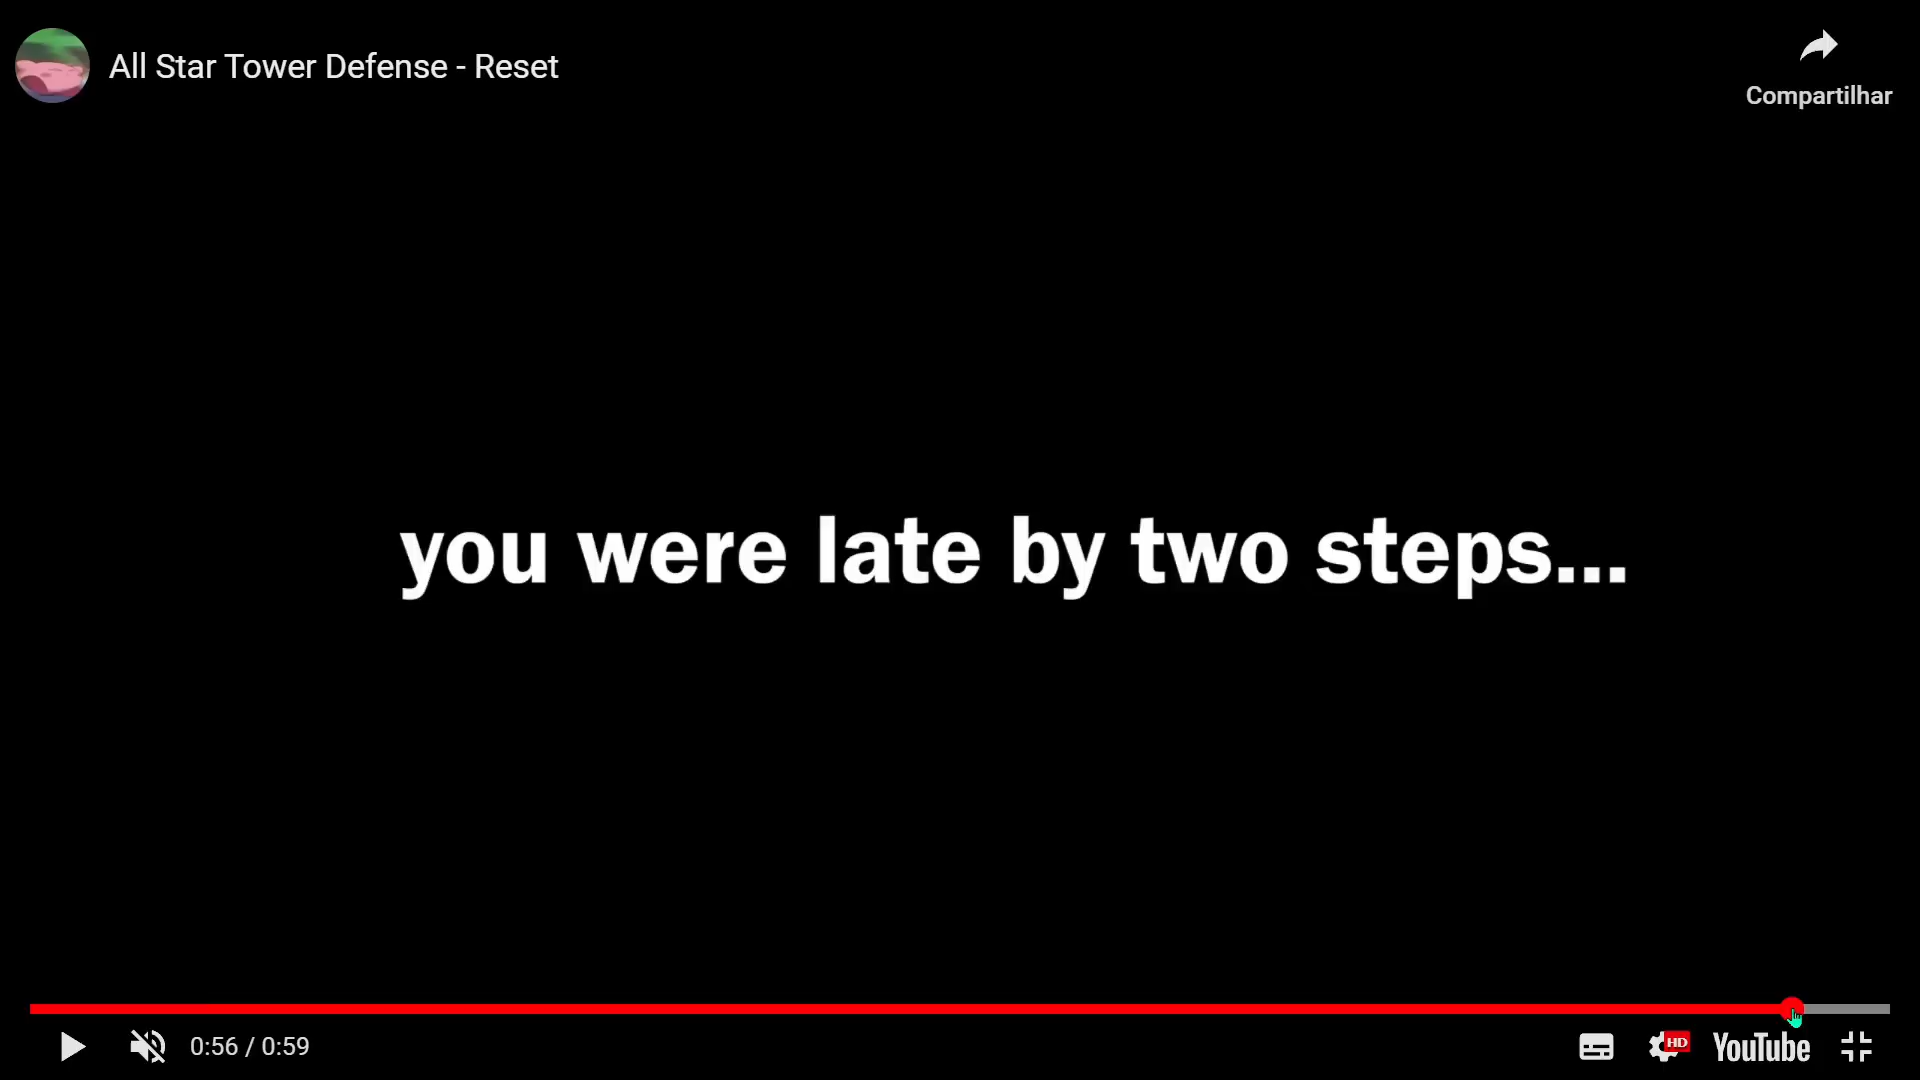 All Star Tower Defense - Reset
Compartilhar
you were late by two steps...
0:56 / 0:59
HD
YouTube